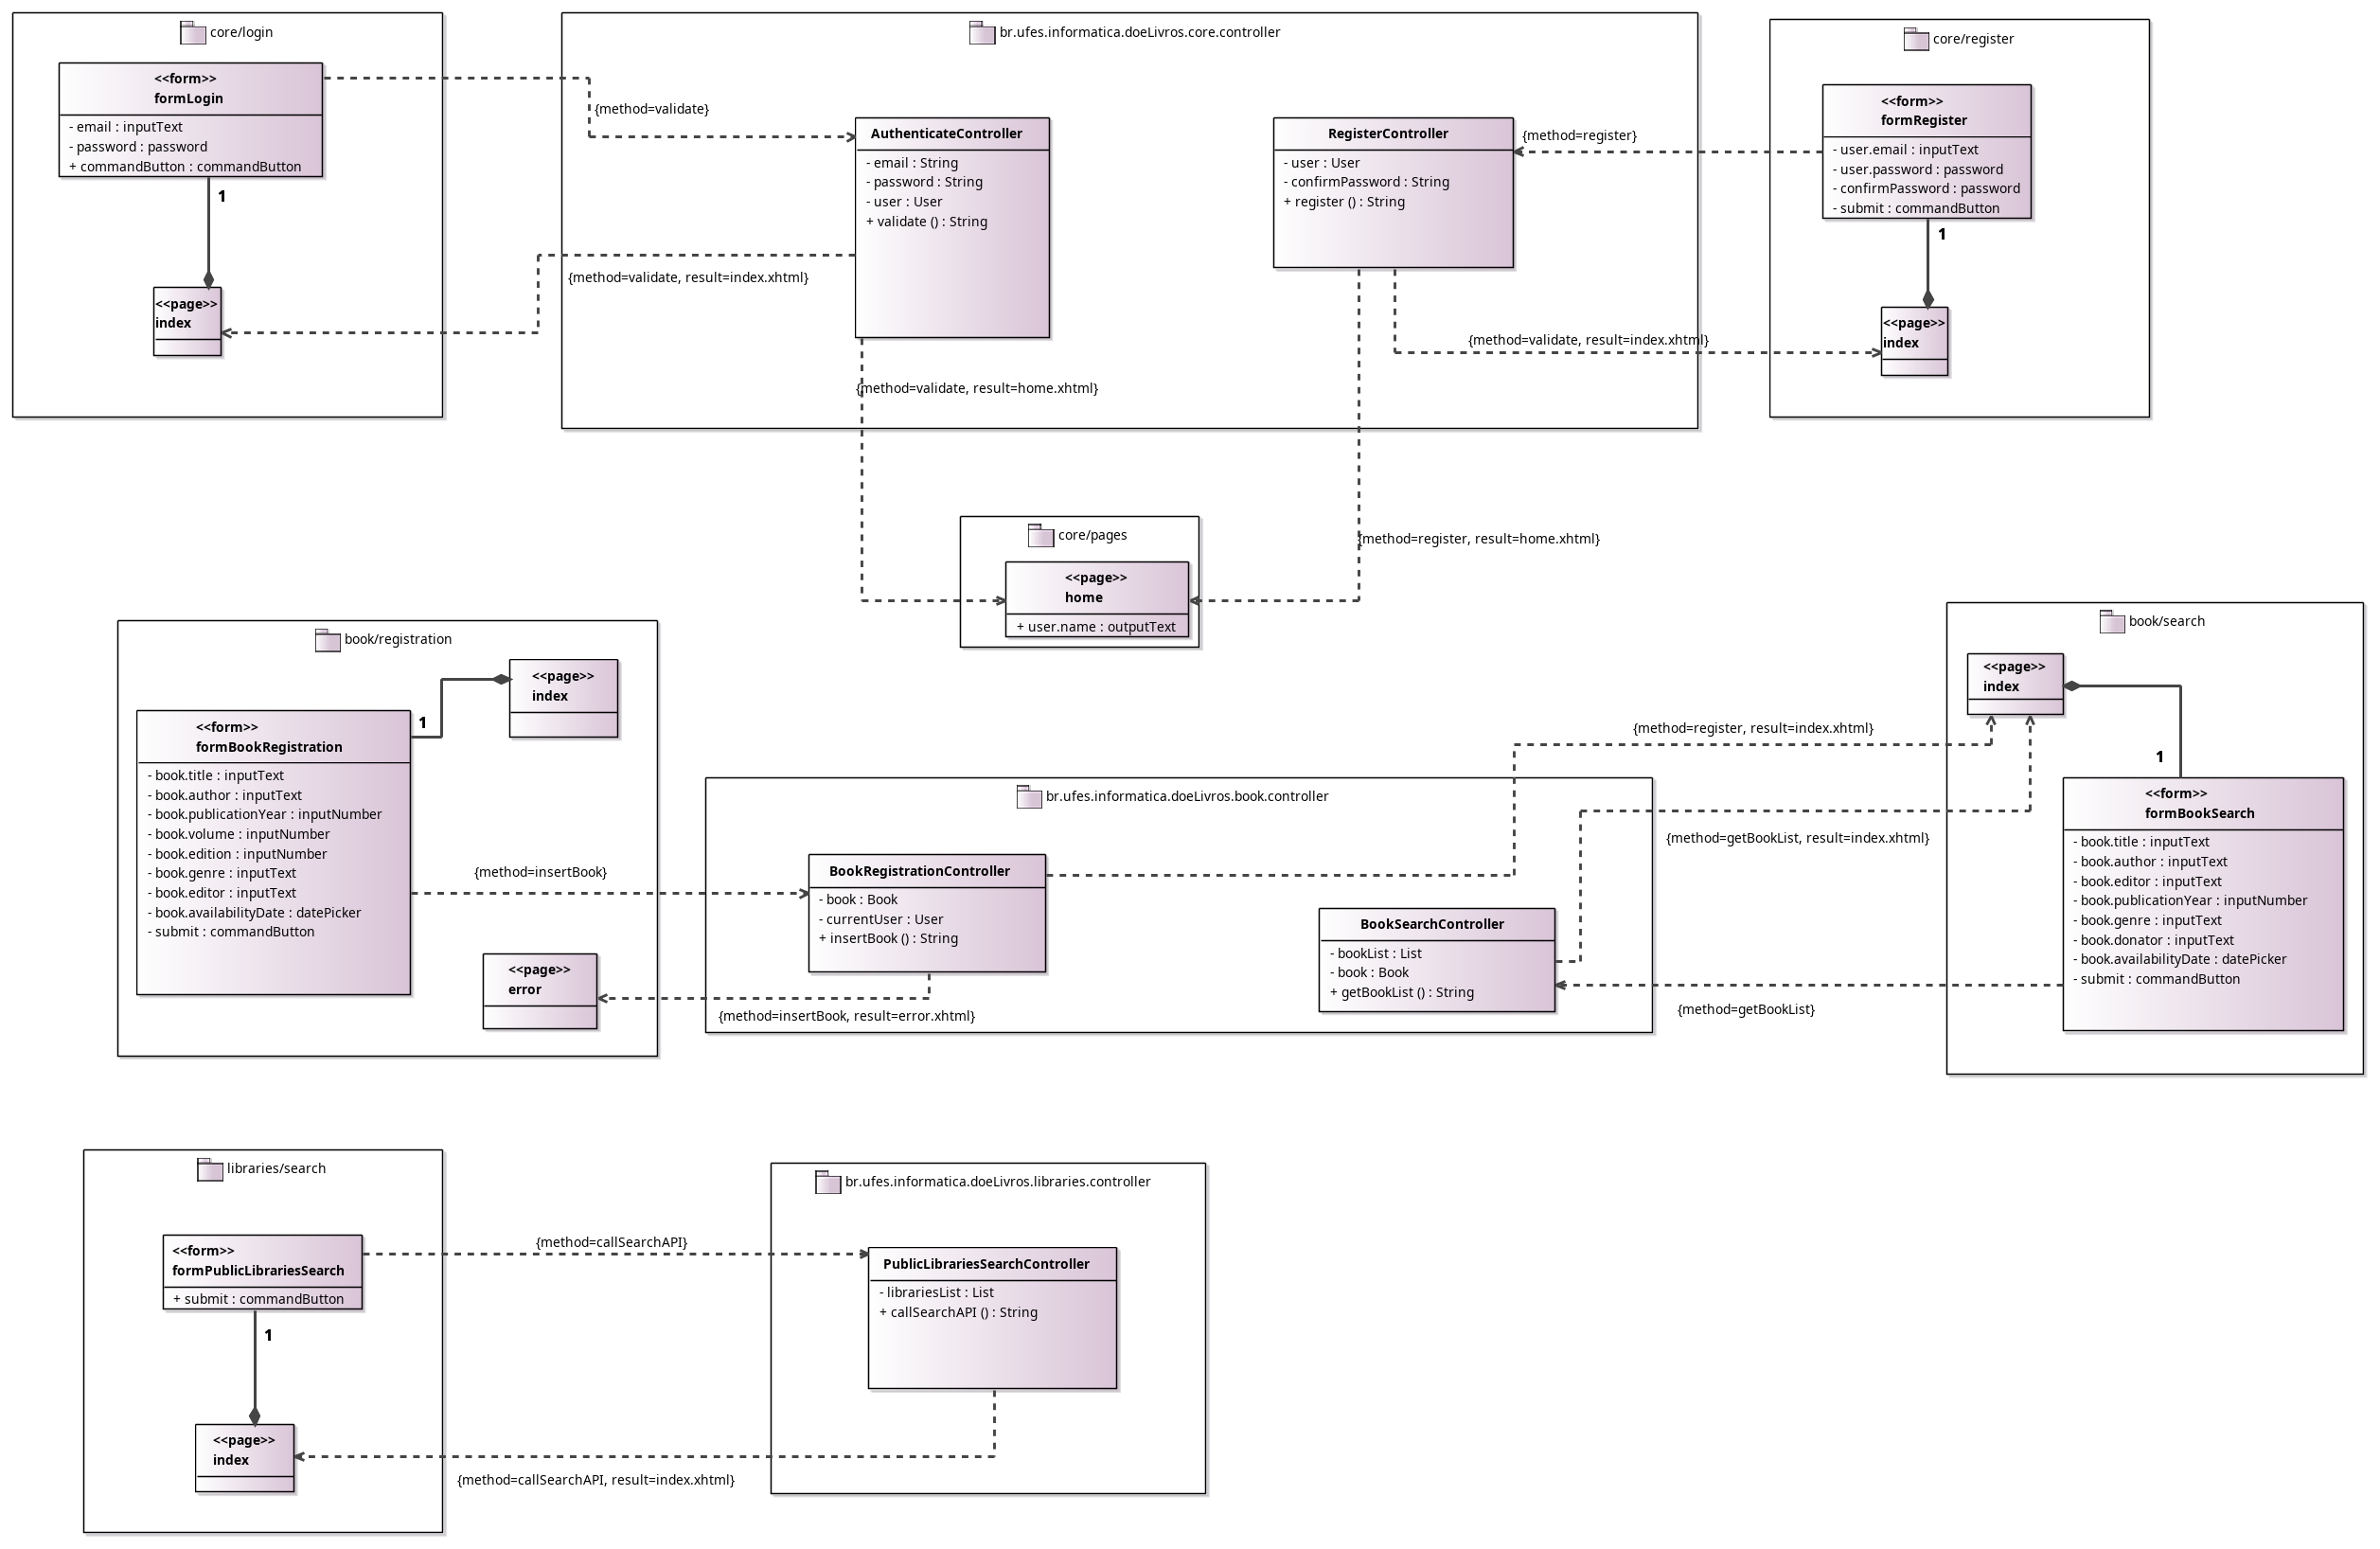 core/login
<<form>>
formLogin
- email : inputText
- password : password
+ commandButton : commandButton
1
<<page>>
index
br.ufes.informatica.doeLivros.core.controller
{method=validate}
AuthenticateController
- email : String
- password : String
- user : User
+ validate () : String
{method=validate, result=index.xhtml}
{method=validate, result=home.xhtml}
RegisterController
- user : User
- confirmPassword : String
+ register () : String
{method=register}
{method=validate, result=index.xhtml}
core/register
<<form>>
formRegister
- user.email : inputText
- user.password : password
- confirmPassword : password
- submit : commandButton
1
<<page>>
index
core/pages
<<page>>
home
+ user.name : outputText
{method=register, result=home.xhtml}
book/registration
<<page>>
index
1
<<form>>
formBookRegistration
- book.title : inputText
- book.author : inputText
- book.publicationYear : inputNumber
- book.volume : inputNumber
- book.edition : inputNumber
- book.genre : inputText
- book.editor : inputText
- book.availabilityDate : datePicker
- submit : commandButton
<<page>>
error
{method=insertBook}
br.ufes.informatica.doeLivros.book.controller
BookRegistrationController
- book : Book
- currentUser : User
+ insertBook () : String
{method=insertBook, result=error.xhtml}
BookSearchController
- bookList : List
- book : Book
+ getBookList () : String
{method=register, result=index.xhtml}
{method=getBookList, result=index.xhtml}
{method=getBookList}
book/search
<<page>>
index
1
<<form>>
formBookSearch
- book.title : inputText
- book.author : inputText
- book.editor : inputText
- book.publicationYear : inputNumber
- book.genre : inputText
- book.donator : inputText
- book.availabilityDate : datePicker
- submit : commandButton
libraries/search
<<form>>
formPublicLibrariesSearch
+ submit : commandButton
1
<<page>>
index
{method=callSearchAPI}
br.ufes.informatica.doeLivros.libraries.controller
PublicLibrariesSearchController
- librariesList : List
+ callSearchAPI () : String
{method=callSearchAPI, result=index.xhtml}